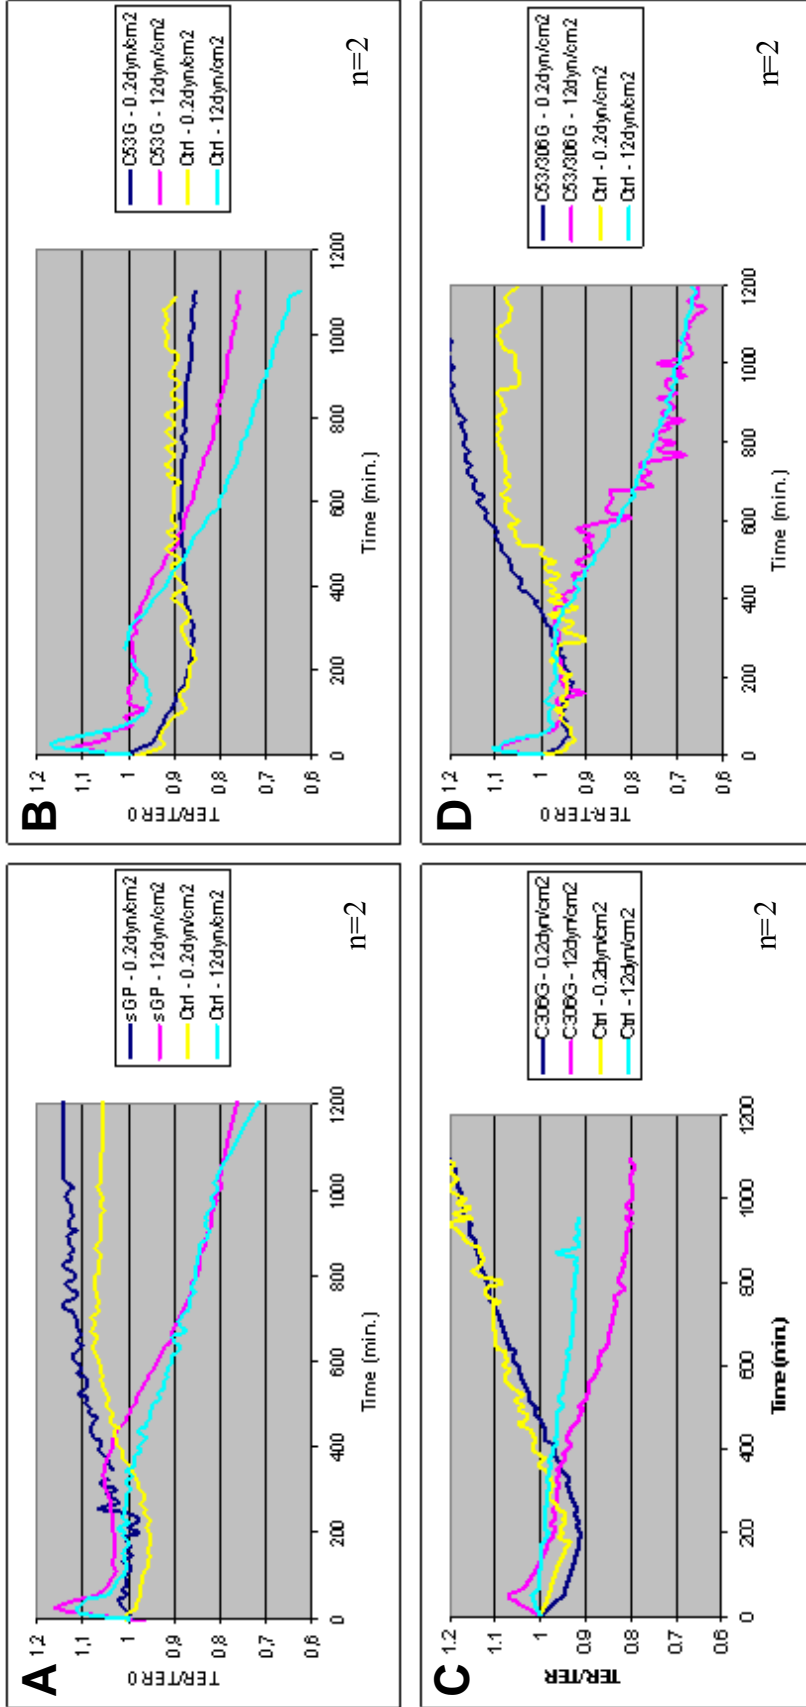 A
1.2
1.1
1
0.9
0.8
0.7
0.6
TER/TER 0
0
200
400
600
800
1000
1200
Time (min.)
sGP - 0.2dyn/cm2
sGP - 12dyn/cm2
Ctrl - 0.2dyn/cm2
Ctrl - 12dyn/cm2
n=2
B
1.2
1.1
1
0.9
0.8
0.7
0.6
TER/TER 0
0
200
400
600
800
1000
1200
Time (min.)
C53G - 0.2dyn/cm2
C53G - 12dyn/cm2
Ctrl - 0.2dyn/cm2
Ctrl - 12dyn/cm2
n=2
C
1.2
1.1
1
0.9
0.8
0.7
0.6
TER/TER
0
200
400
600
800
1000
1200
Time (min.)
C306G - 0.2dyn/cm2
C306G - 12dyn/cm2
Ctrl - 0.2dyn/cm2
Ctrl - 12dyn/cm2
n=2
D
1.2
1.1
1
0.9
0.8
0.7
0.6
TER/TER 0
0
200
400
600
800
1000
1200
Time (min.)
C53/306G - 0.2dyn/cm2
C53/306G - 12dyn/cm2
Ctrl - 0.2dyn/cm2
Ctrl - 12dyn/cm2
n=2